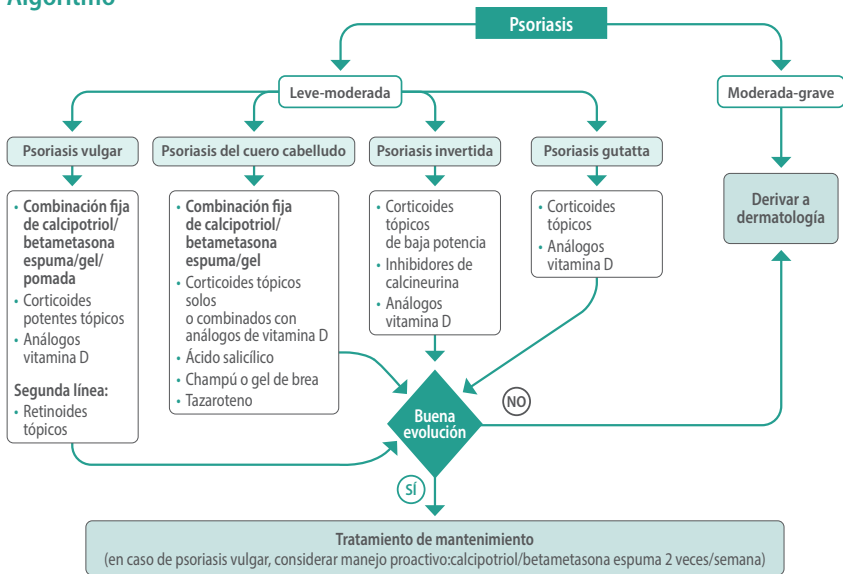 Algoritmo
Psoriasis
Leve-moderada
Moderada-grave
Psoriasis vulgar
Psoriasis del cuero cabelludo
Psoriasis invertida
Psoriasis gutatta
• Combinación fija
de calcipotriol/
betametasona
espuma/gel/
pomada
• Corticoides
potentes tópicos
• Análogos
vitamina D
Segunda línea:
• Retinoides
tópicos
• Combinación fija
de calcipotriol/
betametasona
espuma/gel
• Corticoides tópicos
solos
o combinados con
análogos de vitamina D
• Ácido salicílico
• Champú o gel de brea
• Tazaroteno
• Corticoides
tópicos
de baja potencia
• Inhibidores de
calcineurina
• Análogos
vitamina D
• Corticoides
tópicos
• Análogos
vitamina D
Derivar a
dermatología
Buena
evolución
NO
SÍ
Tratamiento de mantenimiento
(en caso de psoriasis vulgar, considerar manejo proactivo:calcipotriol/betametasona espuma 2 veces/semana)